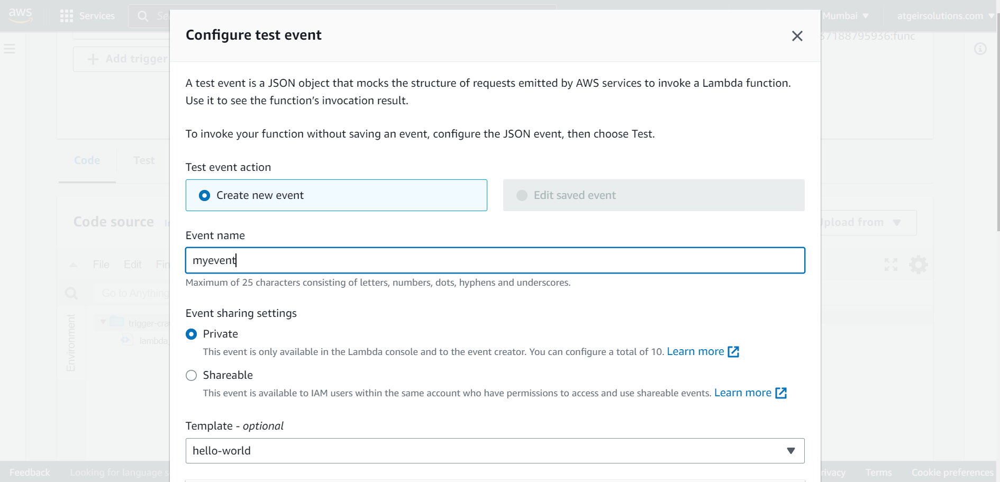 aws
Services
Mumbai
atgeirsolutions.com
Configure test event
37188795936:func
Add trigger
A test event is a JSON object that mocks the structure of requests emitted by AWS services to invoke a Lambda function.
Use it to see the function's invocation result.
To invoke your function without saving an event, configure the JSON event, then choose Test.
Code Test
Test event action
Create new event
Edit saved event
Code source
Upload from
Event name
myevent
File Edit
Maximum of 25 characters consisting of letters, numbers, dots, hyphens and underscores.
Go to Anything
Environment
Event sharing settings
trigger-cra
Private
lambda_
This event is only available in the Lambda console and to the event creator. You can configure a total of 10. Learn more
Shareable
This event is available to IAM users within the same account who have permissions to access and use shareable events. Learn more
Template - optional
hello-world
Feedback
Looking for language s
rivacy
Terms
Cookie preferences